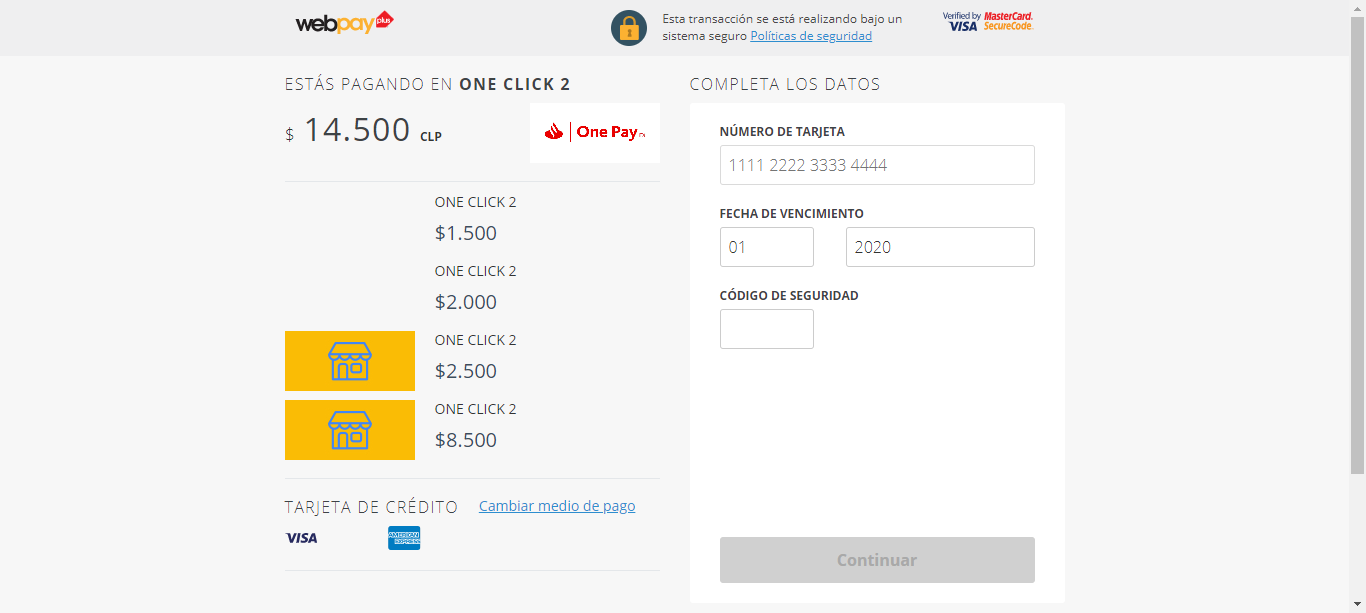 webpay plus
Esta transacción se está realizando bajo un
sistema seguro Políticas de seguridad
Verified by
VISA
MasterCard.
SecureCode.
ESTÁS PAGANDO EN ONE CLICK 2
$ 14.500 CLP
One Pay
ONE CLICK 2
$1.500
ONE CLICK 2
$2.000
ONE CLICK 2
$2.500
ONE CLICK 2
$8.500
TARJETA DE CRÉDITO Cambiar medio de pago
VISA
AMERICAN
EXPRESS
COMPLETA LOS DATOS
NÚMERO DE TARJETA
1111 2222 3333 4444
FECHA DE VENCIMIENTO
01 2020
CÓDIGO DE SEGURIDAD
Continuar